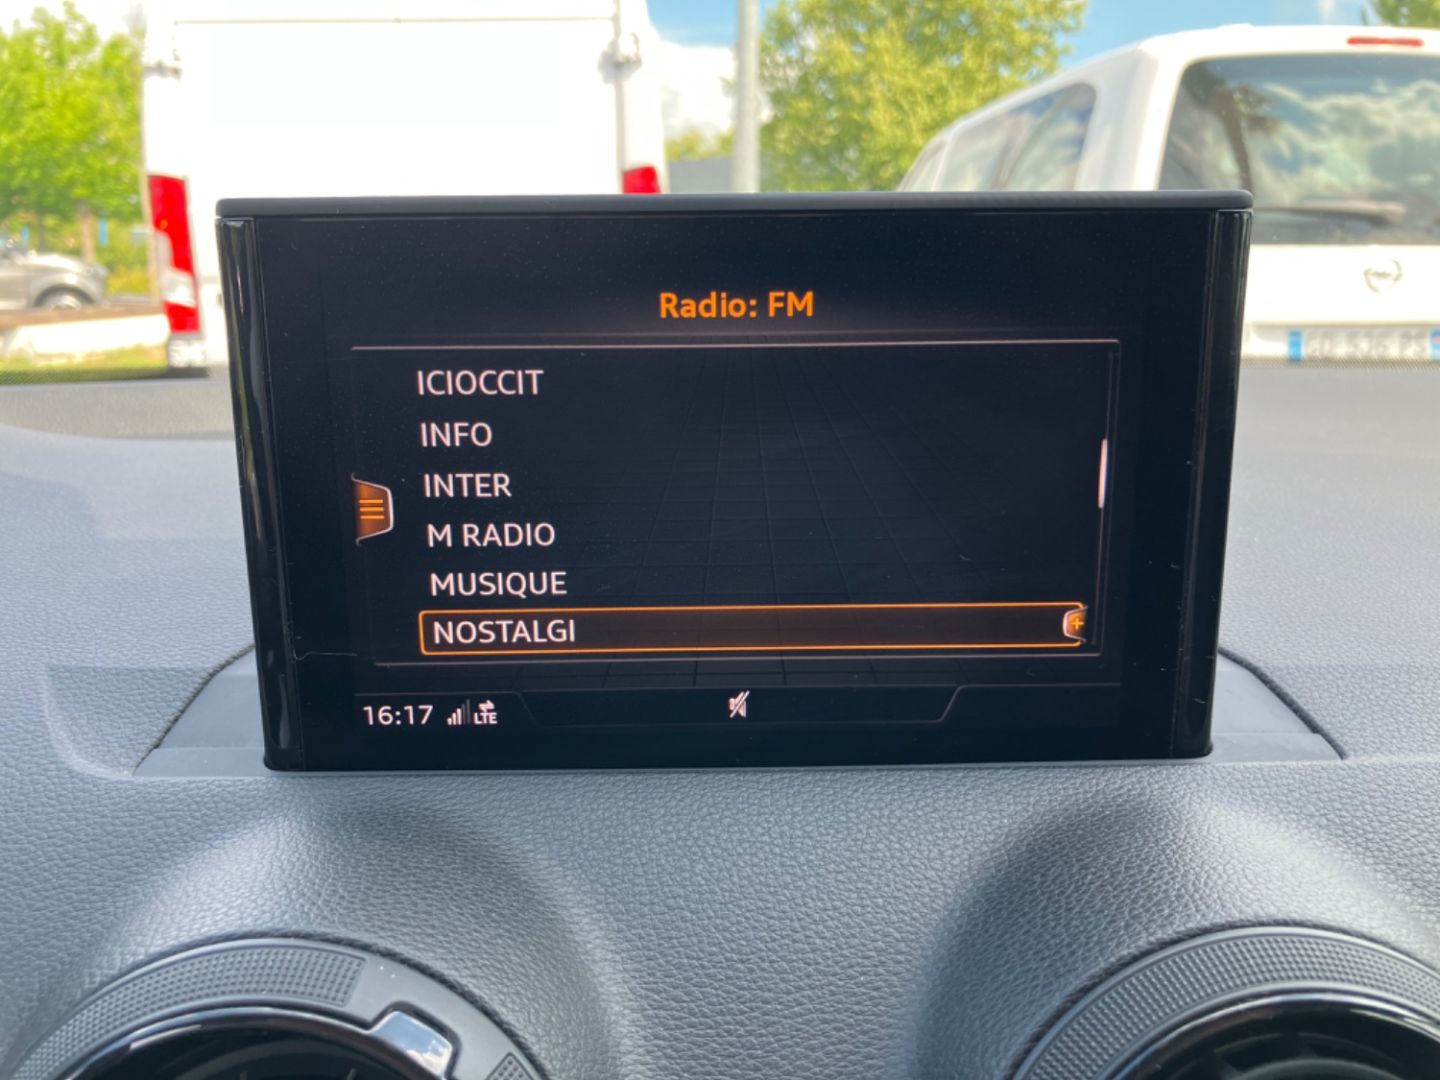 Radio: FM
ICIOCCIT
INFO
INTER
M RADIO
MUSIQUE
NOSTALGI
16:17 LTE